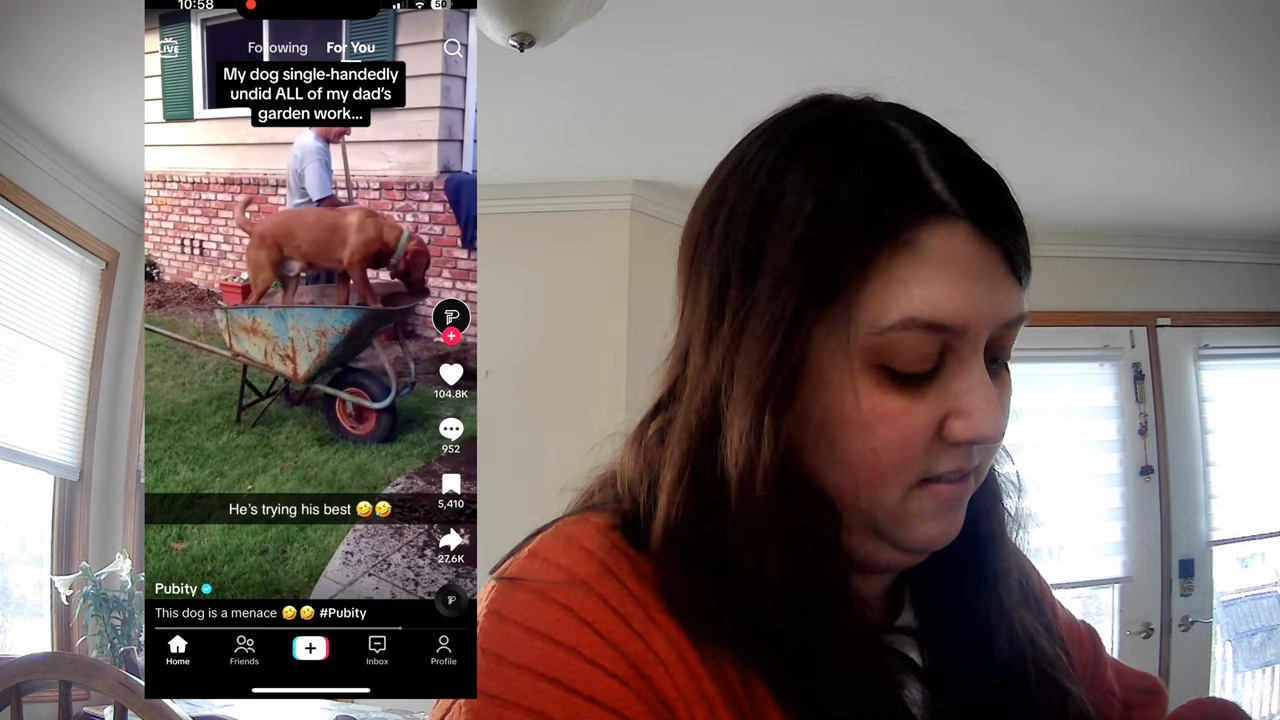 10:58
50
LIVE
Following For You
My dog single-handedly
undid ALL of my dad's
garden work...
104.8K
952
5,410
27.6K
He's trying his best 🤣🤣
Pubity
This dog is a menace 🤣🤣 #Pubity
Home Friends Inbox Profile